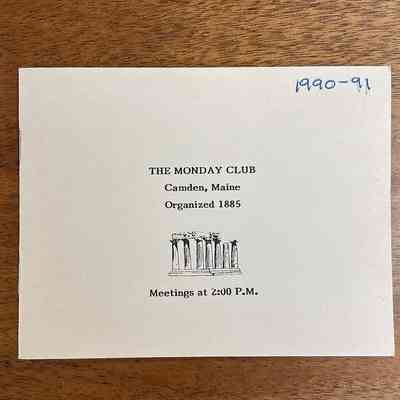 1990-91
THE MONDAY CLUB
Camden, Maine
Organized 1885
Meetings at 2:00 P.M.